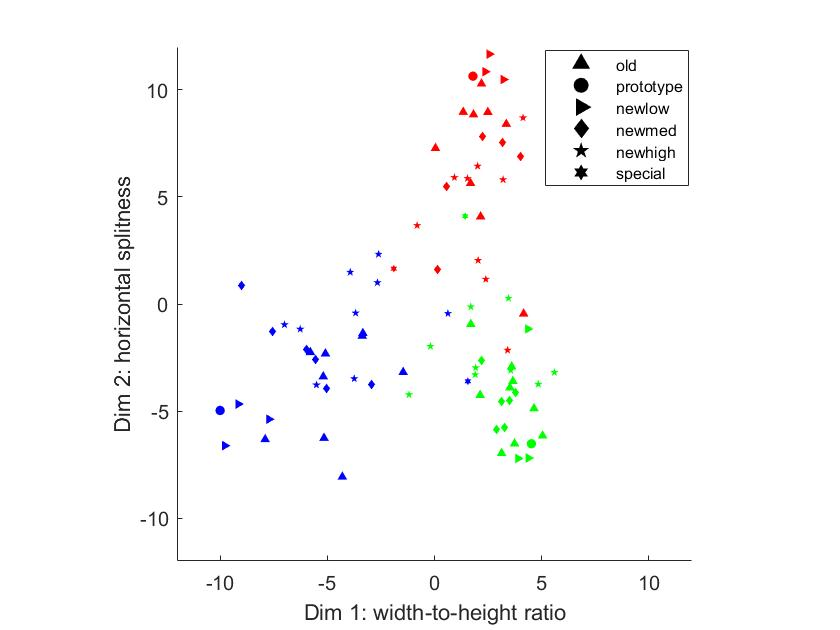 old
prototype
newlow
newmed
newhigh
special
10
5
0
-5
-10
Dim 2: horizontal splitness
-10
-5
0
5
10
Dim 1: width-to-height ratio